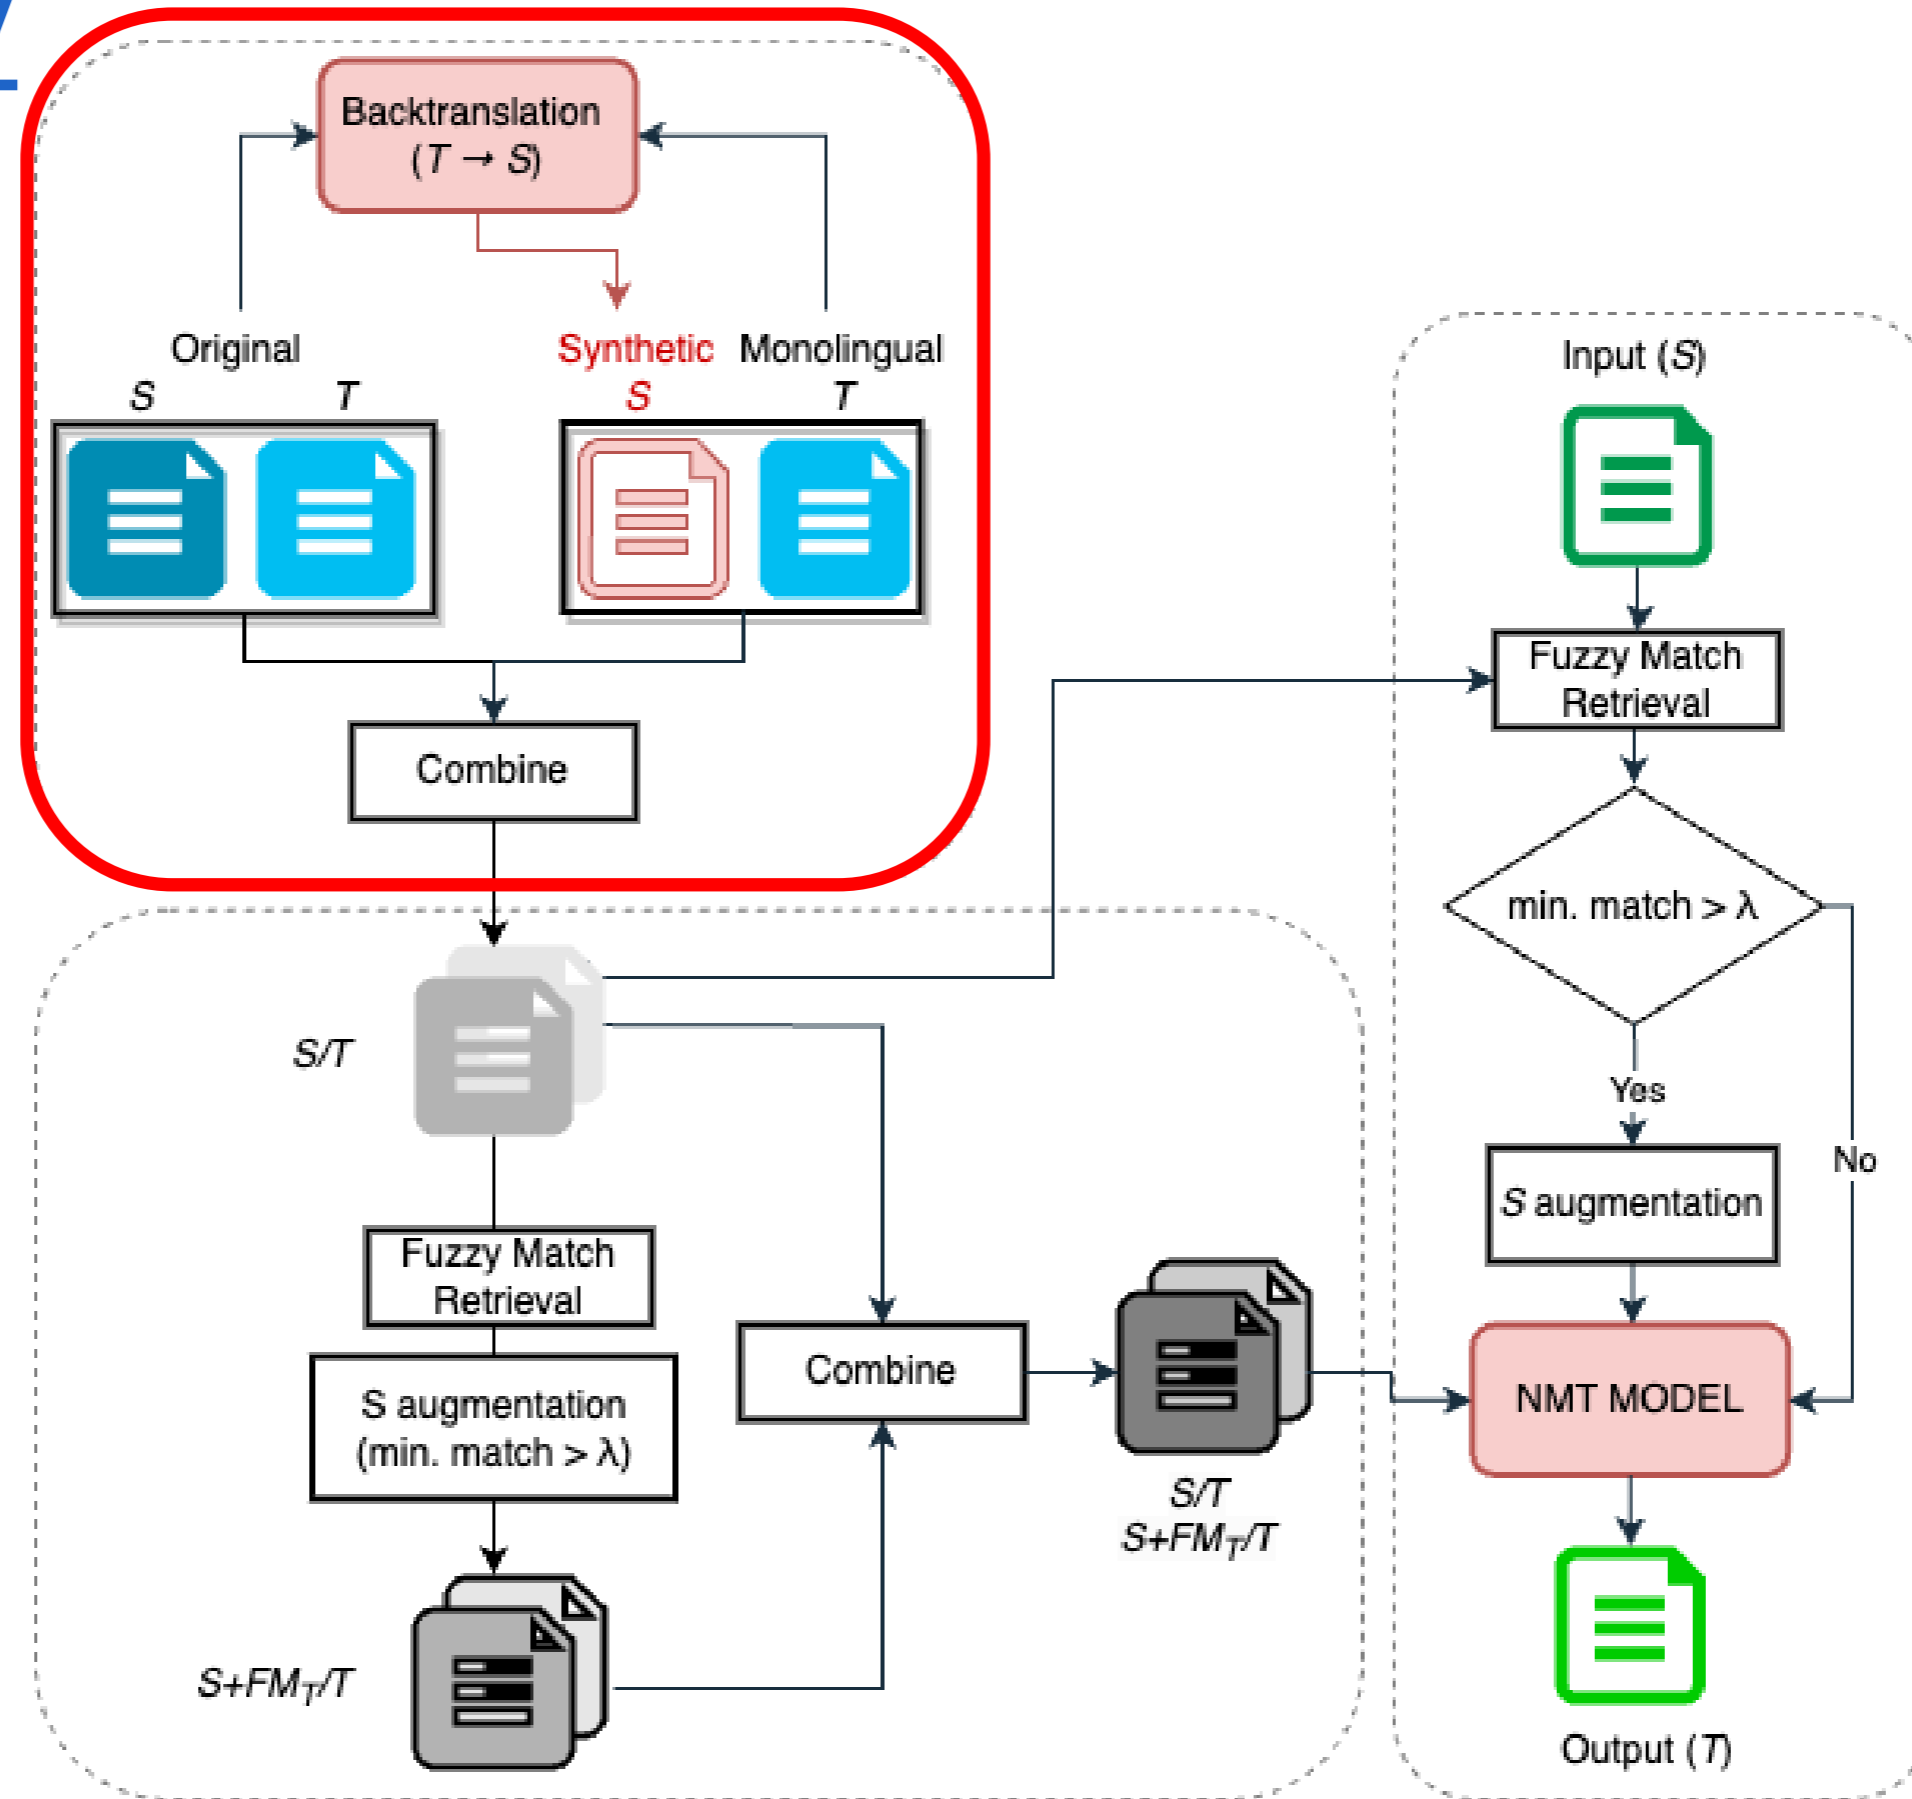 Backtranslation
(T → S)
Original
Synthetic Monolingual
S T
S T
Combine
S/T
Fuzzy Match
Retrieval
S augmentation
(min. match > λ)
S+FMT/T
Combine
S/T
S+FMT/T
Input (S)
Fuzzy Match
Retrieval
min. match > λ
Yes
No
S augmentation
NMT MODEL
Output (T)